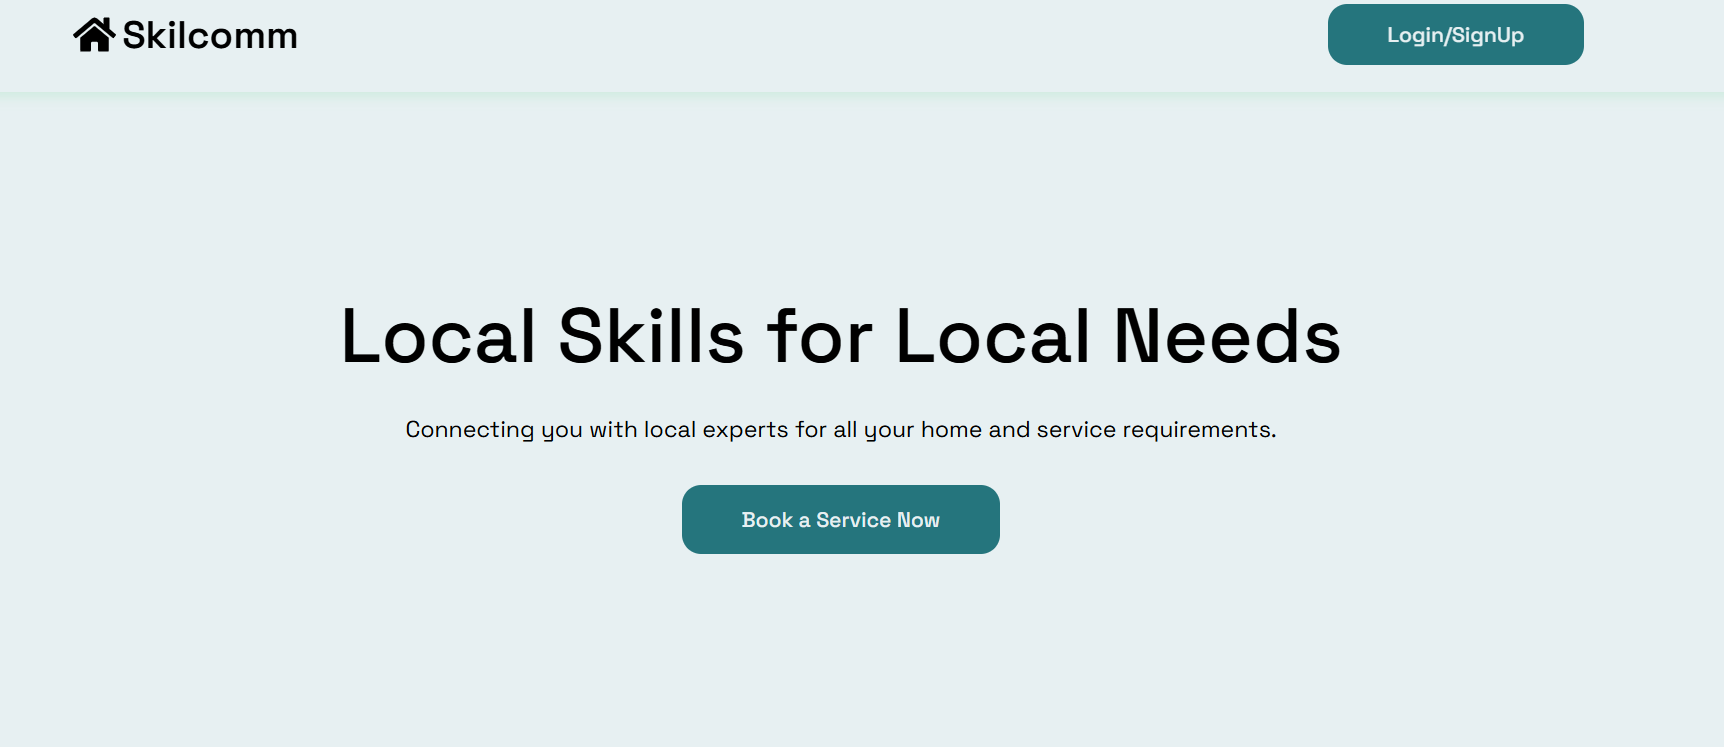 Skilcomm
Login/SignUp
Local Skills for Local Needs
Connecting you with local experts for all your home and service requirements.
Book a Service Now